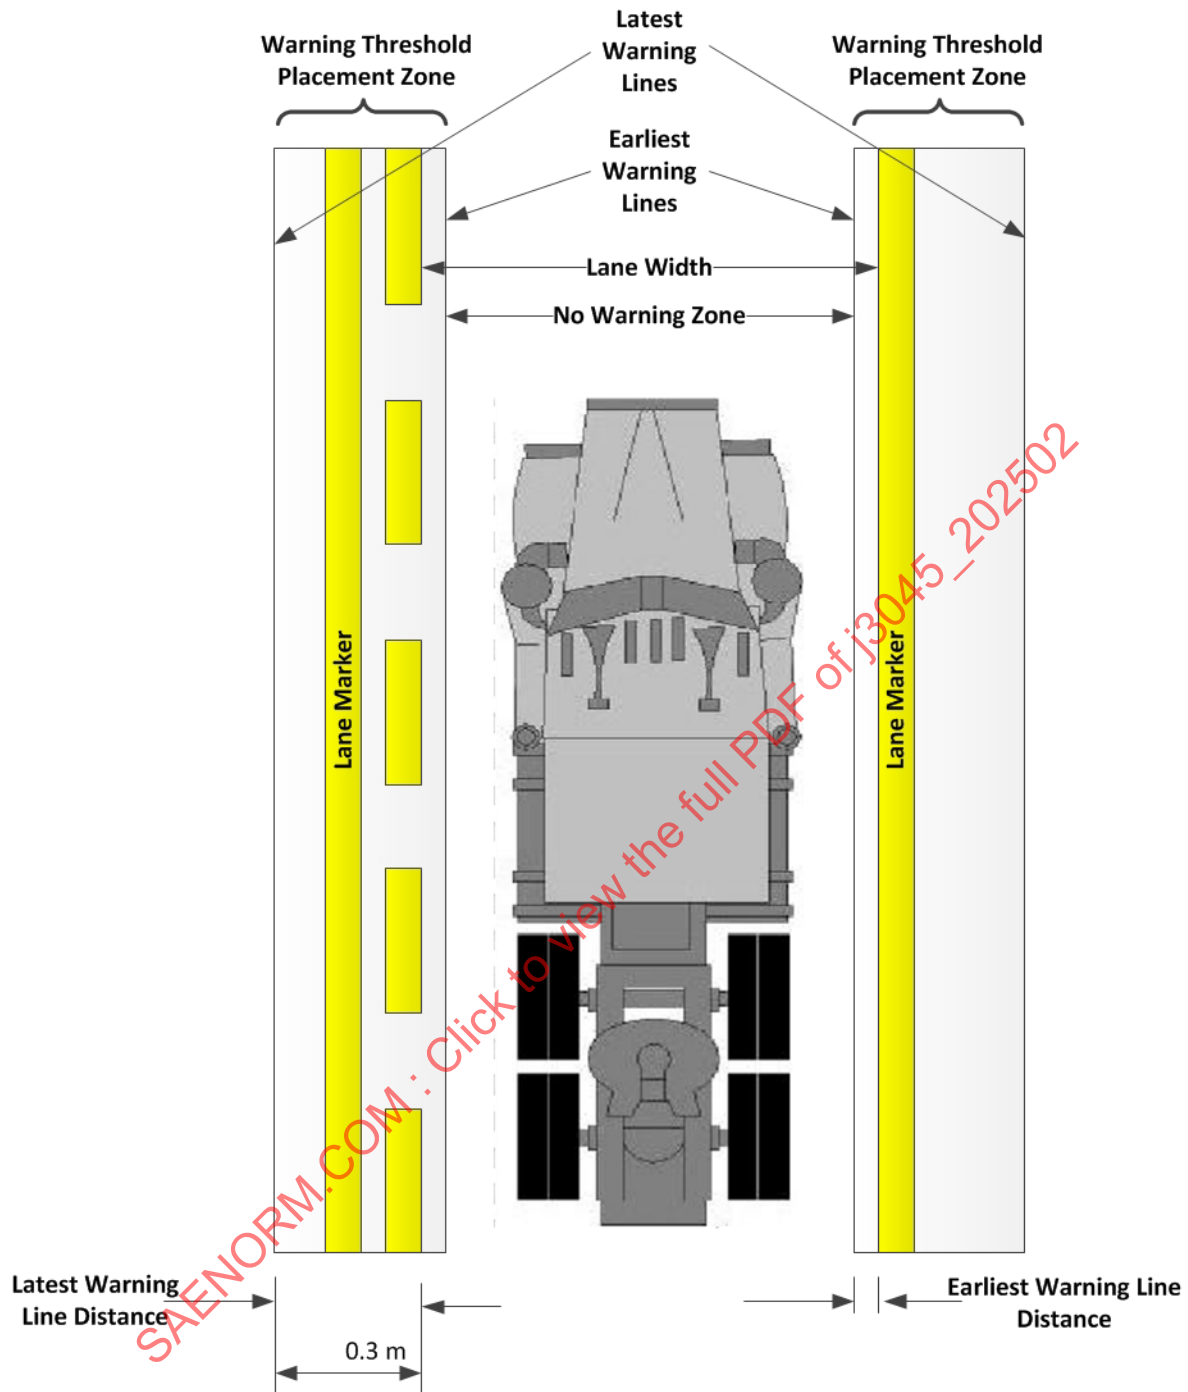 Latest
Warning
Lines
Warning Threshold
Placement Zone
Warning Threshold
Placement Zone
Earliest
Warning
Lines
Lane Width
No Warning Zone
Lane Marker
Lane Marker
SAENORM.COM : Click to view the full PDF of j3045_202502
Latest Warning
Line Distance
Earliest Warning Line
Distance
0.3 m